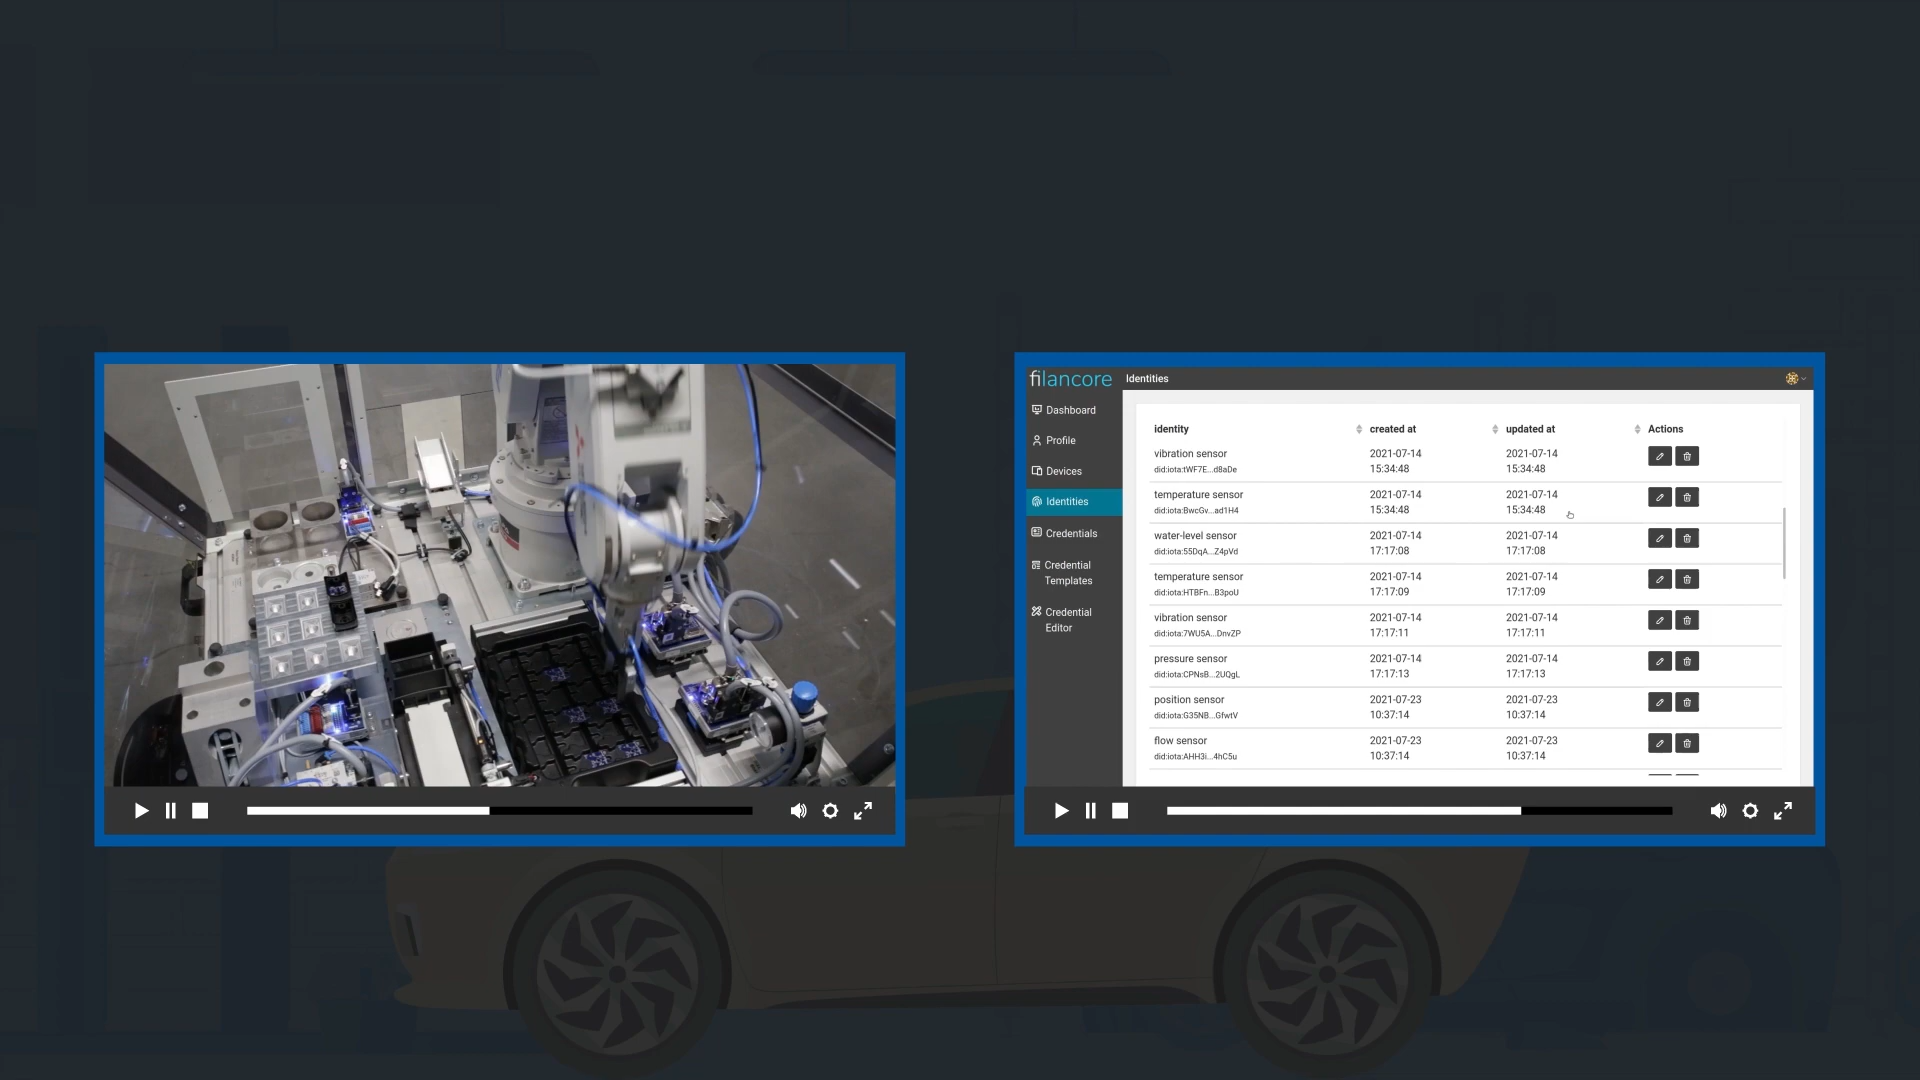 filancore
Identities
Dashboard
Profile
Devices
Identities
Credentials
Credential
Templates
Credential
Editor
identity created at updated at Actions
vibration sensor 2021-07-14 2021-07-14
did:iota:tWF7E...d8aDe 15:34:48 15:34:48
temperature sensor 2021-07-14 2021-07-14
did:iota:BwcGv...ad1H4 15:34:48 15:34:48
water-level sensor 2021-07-14 2021-07-14
did:iota:55DqA...Z4pVd 17:17:08 17:17:08
temperature sensor 2021-07-14 2021-07-14
did:iota:HTBFn...B3poU 17:17:09 17:17:09
vibration sensor 2021-07-14 2021-07-14
did:iota:7WU5A...DnvZP 17:17:11 17:17:11
pressure sensor 2021-07-14 2021-07-14
did:iota:CPNsB...2UQgL 17:17:13 17:17:13
position sensor 2021-07-23 2021-07-23
did:iota:G35NB...GfwtV 10:37:14 10:37:14
flow sensor 2021-07-23 2021-07-23
did:iota:AHH3i...4hC5u 10:37:14 10:37:14